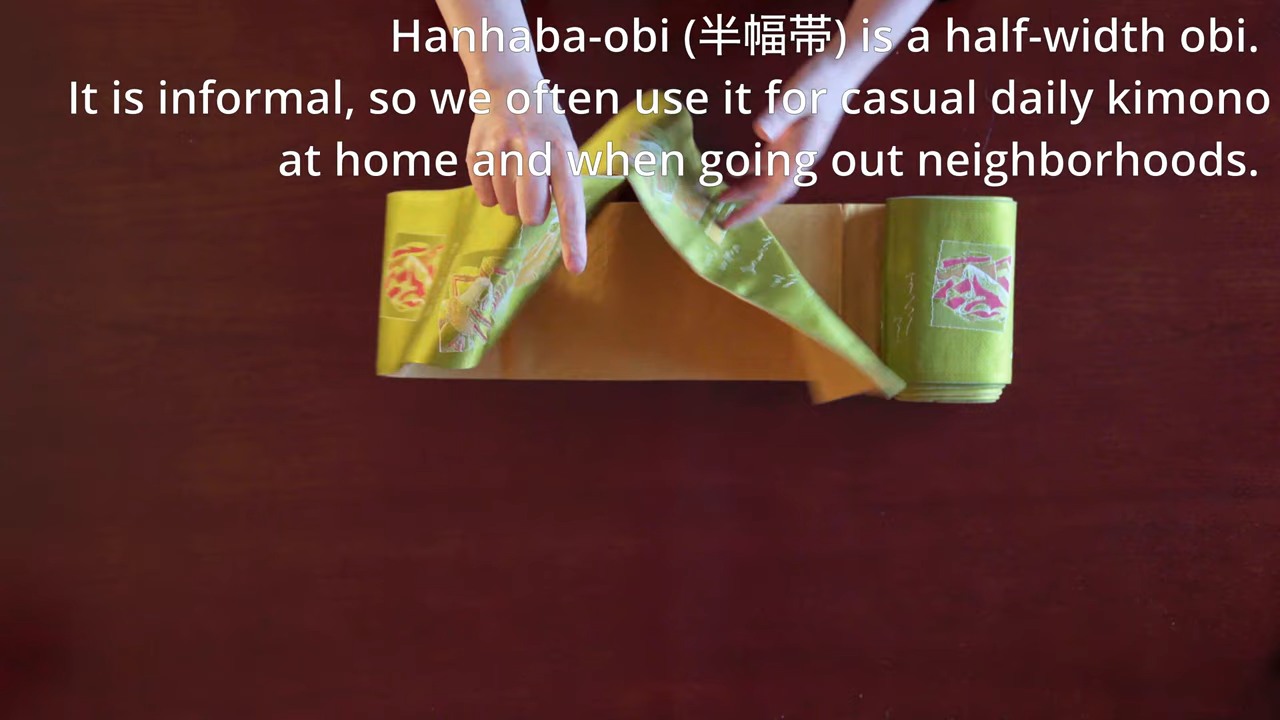 Hanhaba-obi (半幅帯) is a half-width obi.
It is informal, so we often use it for casual daily kimono
at home and when going out neighborhoods.